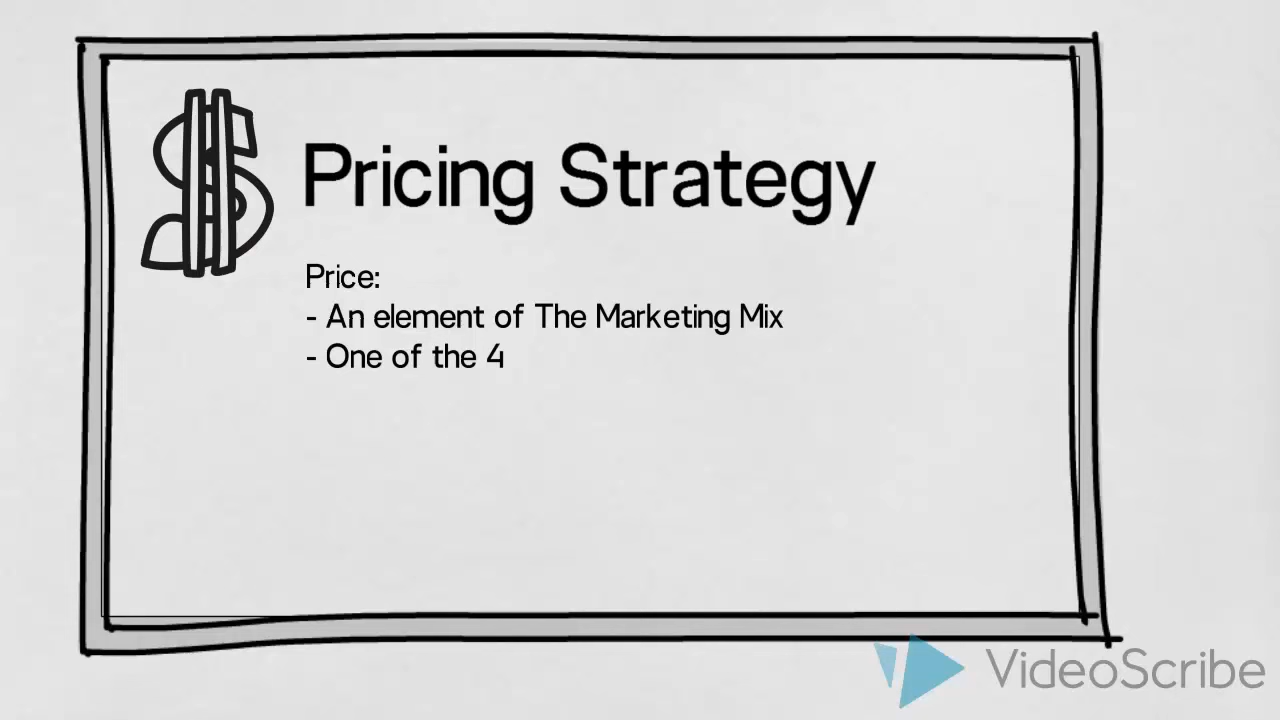 Pricing Strategy
Price:
- An element of The Marketing Mix
- One of the 4
VideoScribe